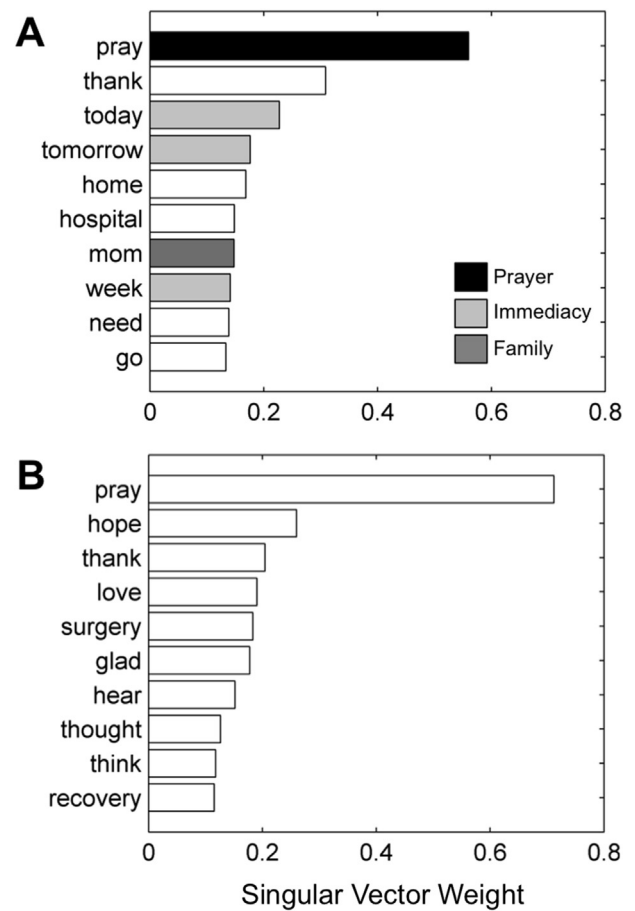 A
pray
thank
today
tomorrow
home
hospital
mom
week
need
go
Prayer
Immediacy
Family
0 0.2 0.4 0.6 0.8
B
pray
hope
thank
love
surgery
glad
hear
thought
think
recovery
0 0.2 0.4 0.6 0.8
Singular Vector Weight